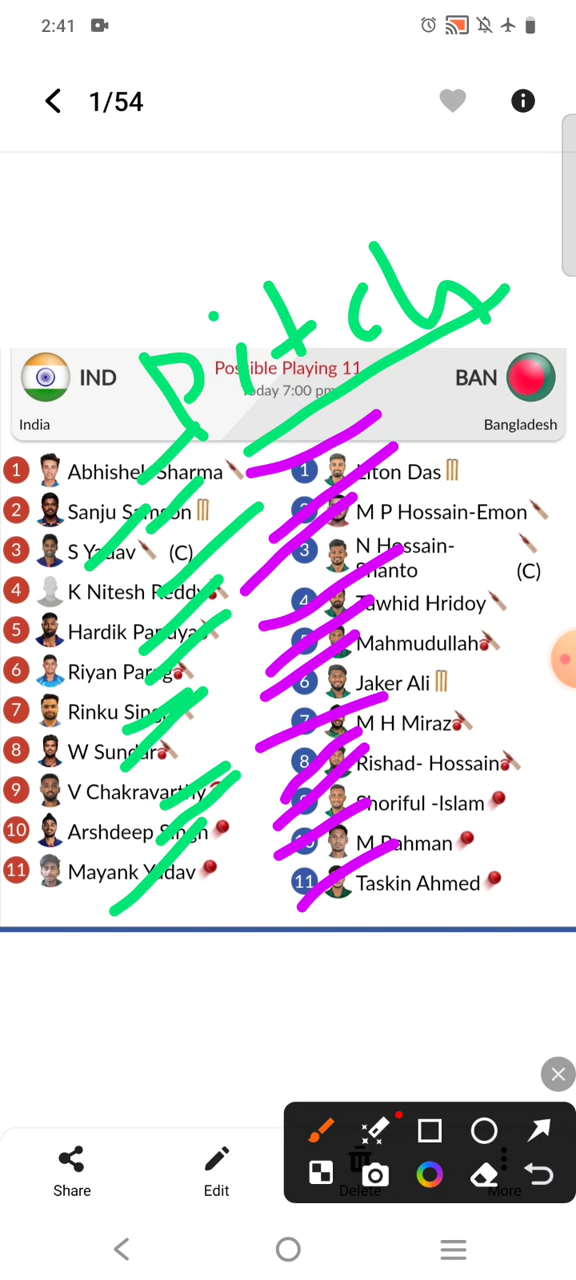 2:41
1/54
pitch
IND Possible Playing 11 BAN
Today 7:00 pm
India Bangladesh
1 Abhishek Sharma
1 Liton Das
2 Sanju Samson
2 M P Hossain-Emon
3 S Yadav (C)
3 N Hossain-
Shanto (C)
4 K Nitesh Reddy
4 Tawhid Hridoy
5 Hardik Pandya
5 Mahmudullah
6 Riyan Parag
6 Jaker Ali
7 Rinku Singh
7 M H Miraz
8 W Sundar
8 Rishad- Hossain
9 V Chakravarthy
9 Shoriful -Islam
10 Arshdeep Singh
10 M Rahman
11 Mayank Yadav
11 Taskin Ahmed
Share Edit Delete More